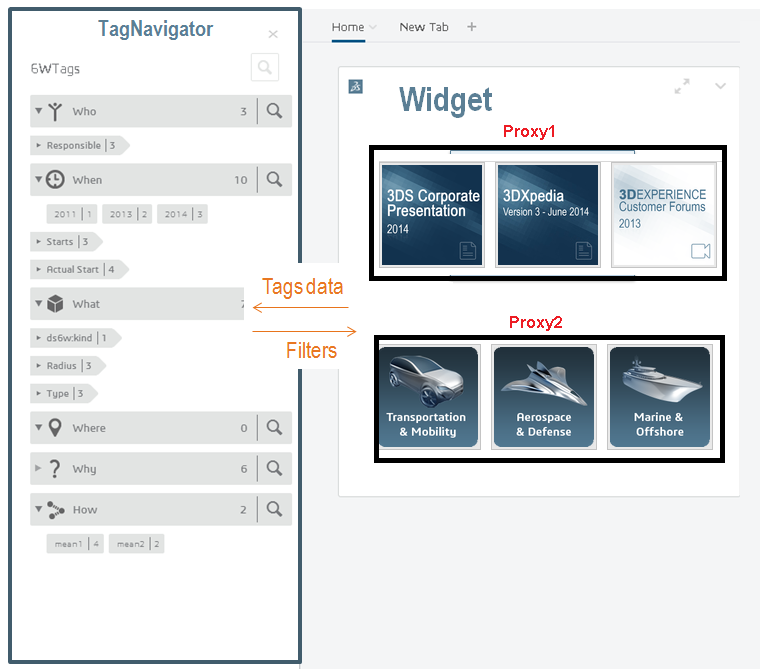 TagNavigator
6WTags
Who 3
Responsible 3
When 10
2011 1 2013 2 2014 3
Starts 3
Actual Start 4
What
ds6w:kind 1
Radius 3
Type 3
Where 0
Why 6
How 2
mean1 4 mean2 2
Tags data
Filters
Home New Tab +
Widget
Proxy1
3DS Corporate
Presentation
2014
3DXpedia
Version 3 - June 2014
3DEXPERIENCE
Customer Forums
2013
Proxy2
Transportation
& Mobility
Aerospace
& Defense
Marine &
Offshore